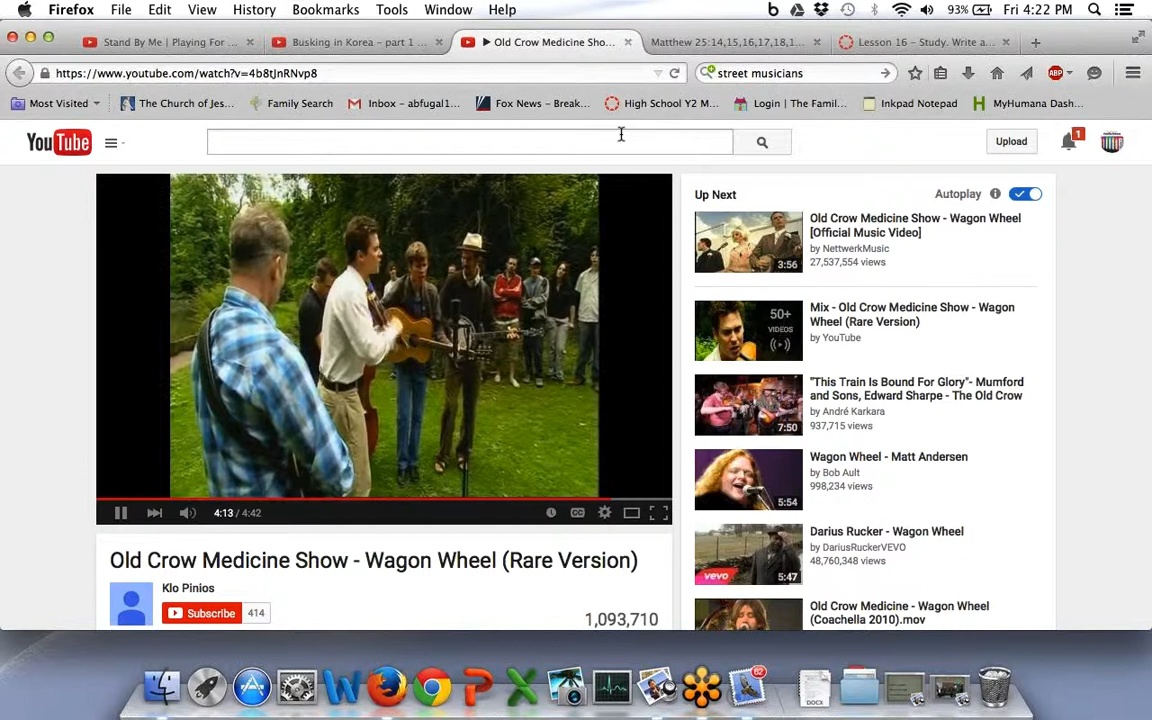 Firefox File Edit View History Bookmarks Tools Window Help 93% Fri 4:22 PM
Stand By Me | Playing For ... Busking in Korea - part 1 ... ▶ Old Crow Medicine Sho... Matthew 25:14,15,16,17,18,1... Lesson 16 – Study. Write a...
https://www.youtube.com/watch?v=4b8tJnRNvp8 street musicians ABP
Most Visited The Church of Jes... Family Search Inbox - abfugal1... Fox News - Break... High School Y2 M... Login | The Famil... Inkpad Notepad MyHumana Dash...
YouTube Upload 1
Up Next Autoplay
Old Crow Medicine Show - Wagon Wheel
[Official Music Video]
by NettwerkMusic
27,537,554 views
3:56
Mix - Old Crow Medicine Show - Wagon
Wheel (Rare Version)
by YouTube
50+
VIDEOS
"This Train Is Bound For Glory"- Mumford
and Sons, Edward Sharpe - The Old Crow
by André Karkara
937,715 views
7:50
Wagon Wheel - Matt Andersen
by Bob Ault
998,234 views
5:54
Darius Rucker - Wagon Wheel
by DariusRuckerVEVO
48,760,348 views
vevo 5:47
Old Crow Medicine - Wagon Wheel
(Coachella 2010).mov
4:13 / 4:42 CC
Old Crow Medicine Show - Wagon Wheel (Rare Version)
Klo Pinios
Subscribe 414
1,093,710
W P X 62 DOCX